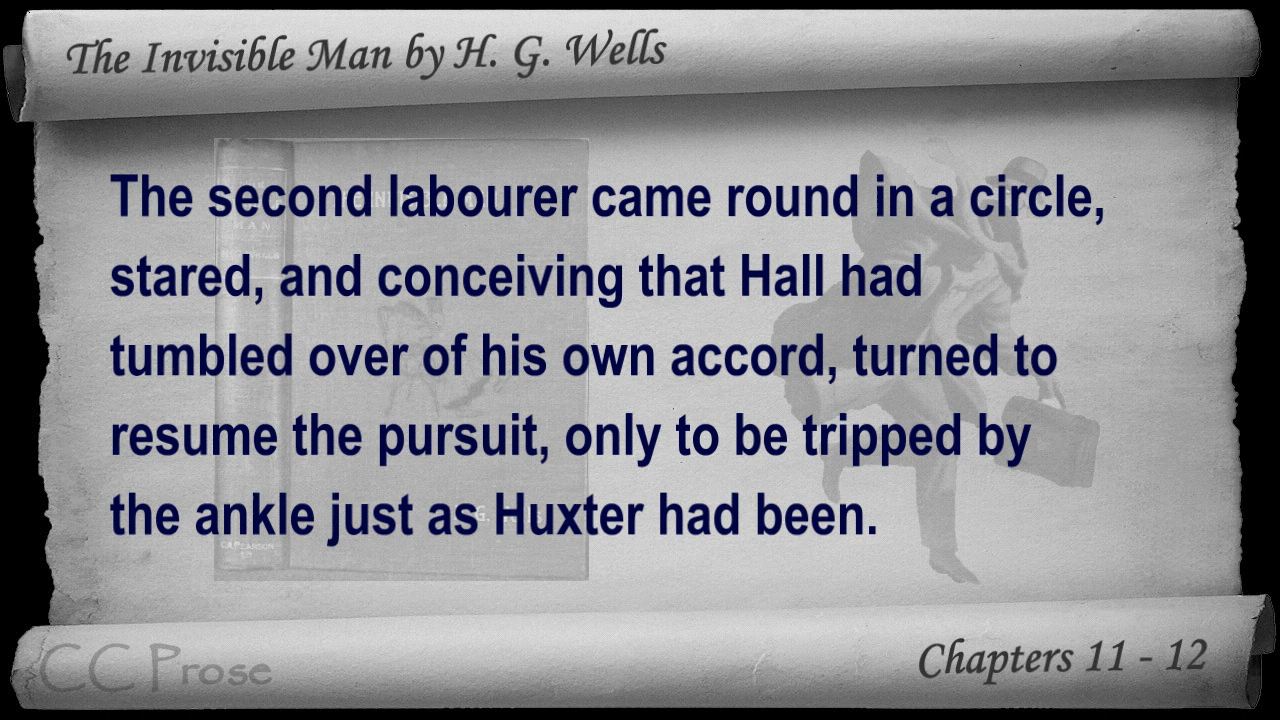 The Invisible Man by H. G. Wells
The second labourer came round in a circle,
stared, and conceiving that Hall had
tumbled over of his own accord, turned to
resume the pursuit, only to be tripped by
the ankle just as Huxter had been.
CC Prose
Chapters 11 - 12